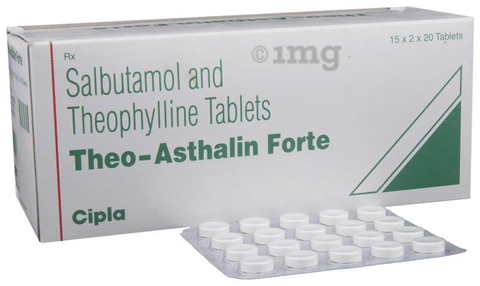 ©1mg
15 x 2 x 20 Tablets
Rx
Salbutamol and
Theophylline Tablets
Theo-Asthalin Forte
Cipla